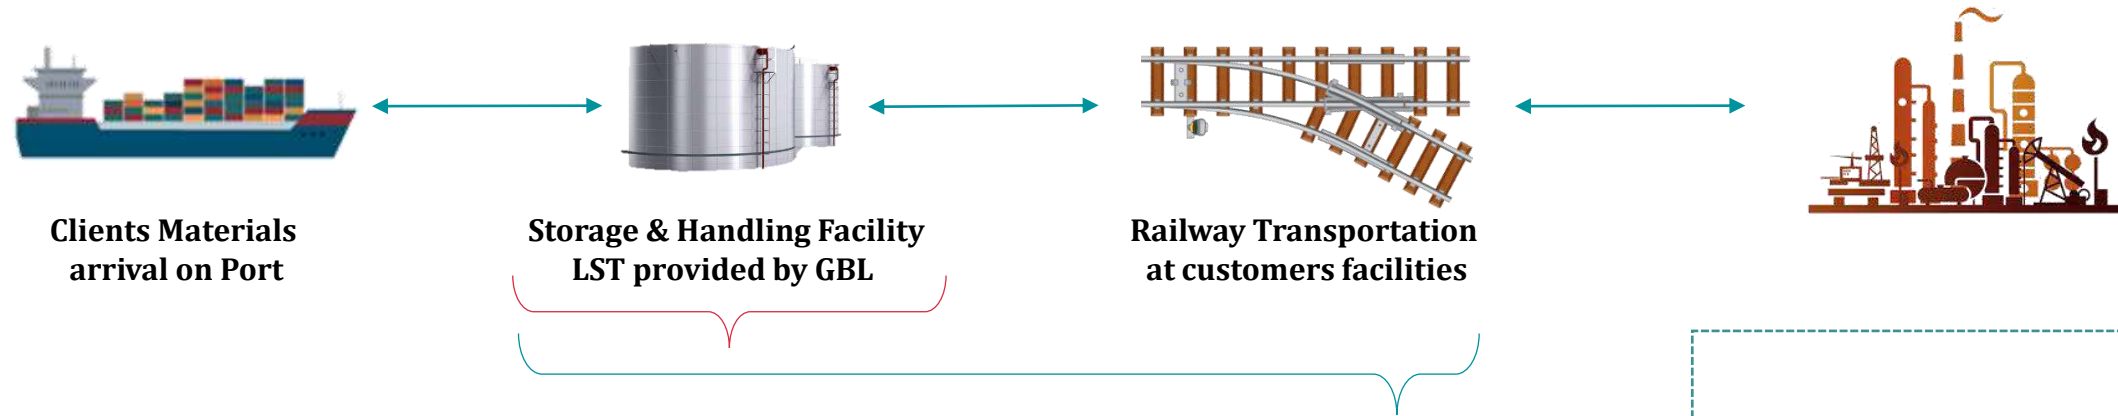 Clients Materials
arrival on Port
Storage & Handling Facility
LST provided by GBL
Railway Transportation
at customers facilities